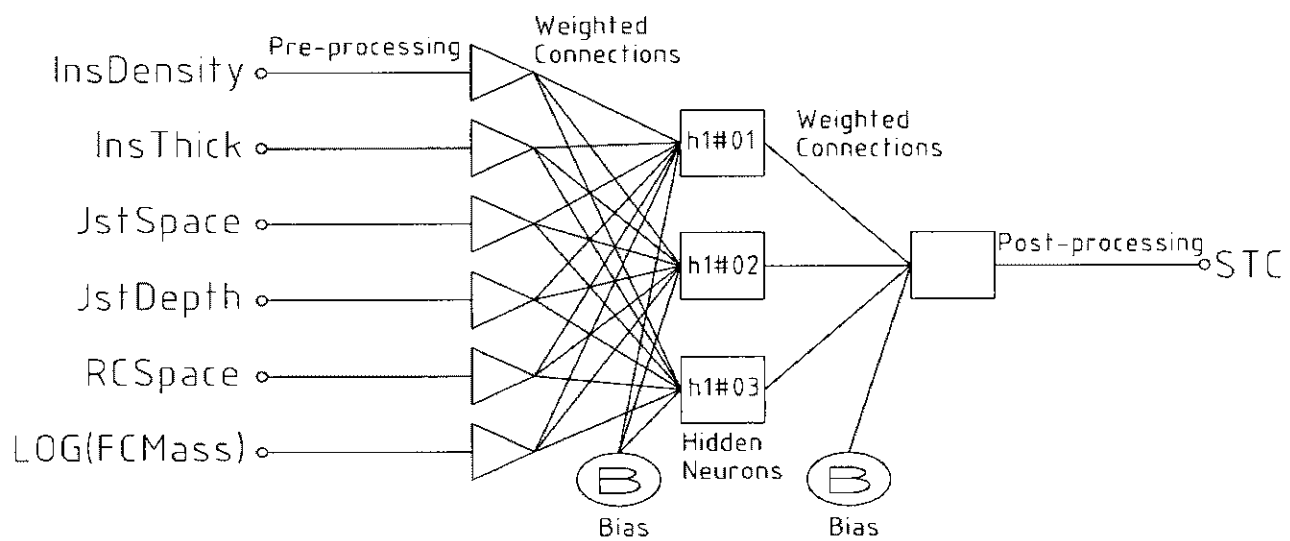 Weighted
Connections
Pre-processing
InsDensity
InsThick
JstSpace
JstDepth
RCSpace
LOG(FCMass)
h1#01
h1#02
h1#03
Hidden
Neurons
B
Bias
Weighted
Connections
B
Bias
Post-processing
STC